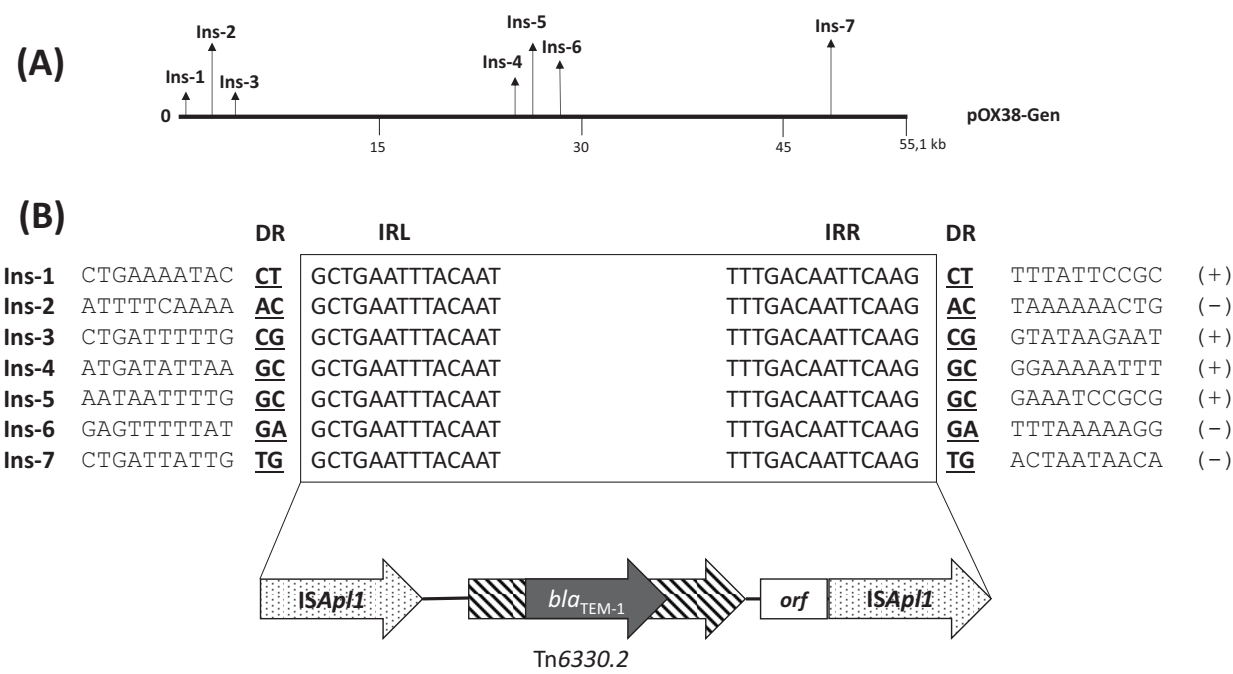 (A)
Ins-1 Ins-2 Ins-3 Ins-4 Ins-5 Ins-6 Ins-7
0 pOX38-Gen
15 30 45 55,1 kb
(B)
DR IRL IRR DR
Ins-1 CTGAAAATAC CT GCTGAATTTACAAT TTTGACAATTCAAG CT TTTATTCCGC (+)
Ins-2 ATTTTCAAAA AC GCTGAATTTACAAT TTTGACAATTCAAG AC TAAAAAACTG (−)
Ins-3 CTGATTTTTG CG GCTGAATTTACAAT TTTGACAATTCAAG CG GTATAAGAAT (+)
Ins-4 ATGATATTAA GC GCTGAATTTACAAT TTTGACAATTCAAG GC GGAAAAATTT (+)
Ins-5 AATAATTTTG GC GCTGAATTTACAAT TTTGACAATTCAAG GC GAAATCCGCG (+)
Ins-6 GAGTTTTTAT GA GCTGAATTTACAAT TTTGACAATTCAAG GA TTTAAAAAGG (−)
Ins-7 CTGATTATTG TG GCTGAATTTACAAT TTTGACAATTCAAG TG ACTAATAACA (−)
ISApl1 blaTEM-1 orf ISApl1
Tn6330.2